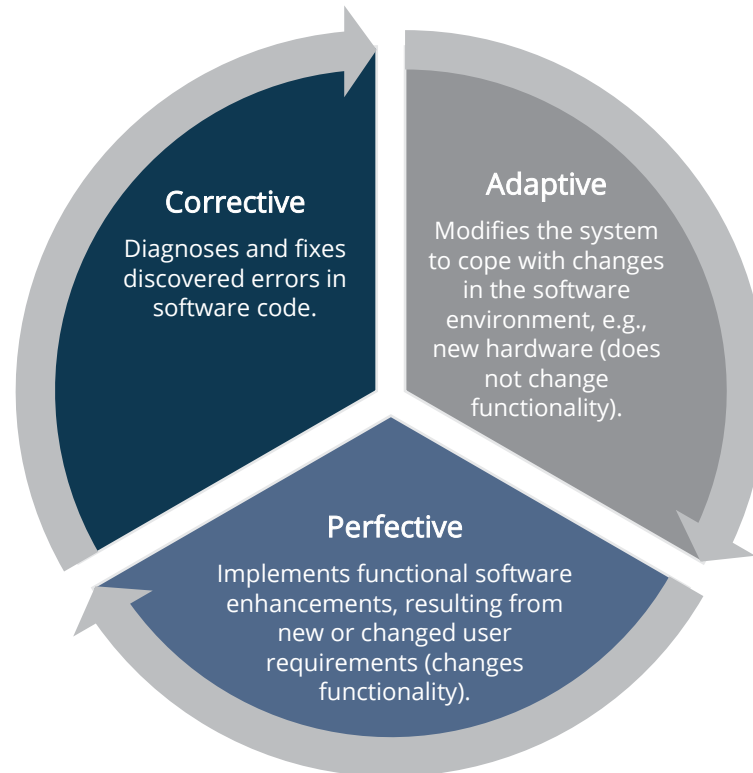 Corrective
Diagnoses and fixes
discovered errors in
software code.
Adaptive
Modifies the system
to cope with changes
in the software
environment, e.g.,
new hardware (does
not change
functionality).
Perfective
Implements functional software
enhancements, resulting from
new or changed user
requirements (changes
functionality).